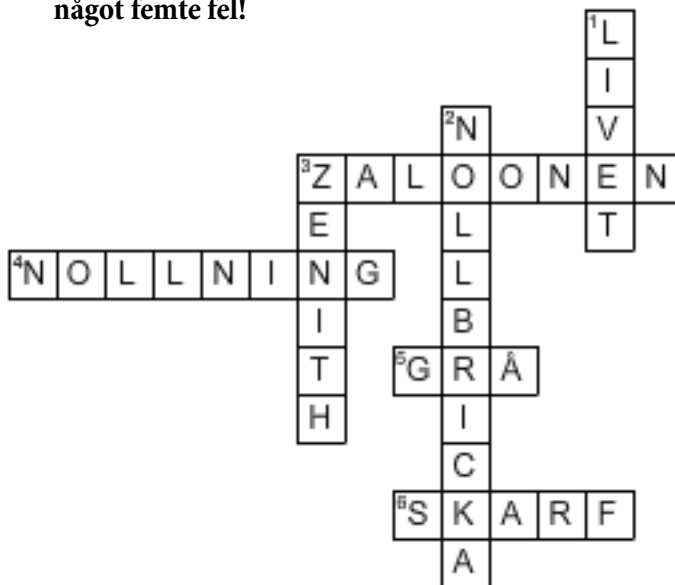 något femte fel!
1 LIVET
2 NOLLBRICKA
3 ZALOONEN
ZENITH
4 NOLLNING
5 GRÅ
6 SKARF